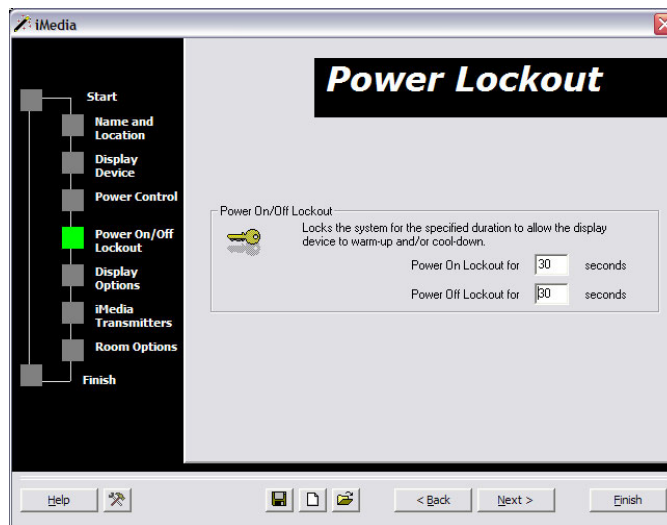 iMedia
Power Lockout
Start
Name and
Location
Display
Device
Power Control
Power On/Off
Lockout
Display
Options
iMedia
Transmitters
Room Options
Finish
Power On/Off Lockout
Locks the system for the specified duration to allow the display
device to warm-up and/or cool-down.
Power On Lockout for 30 seconds
Power Off Lockout for 30 seconds
Help
< Back
Next >
Finish